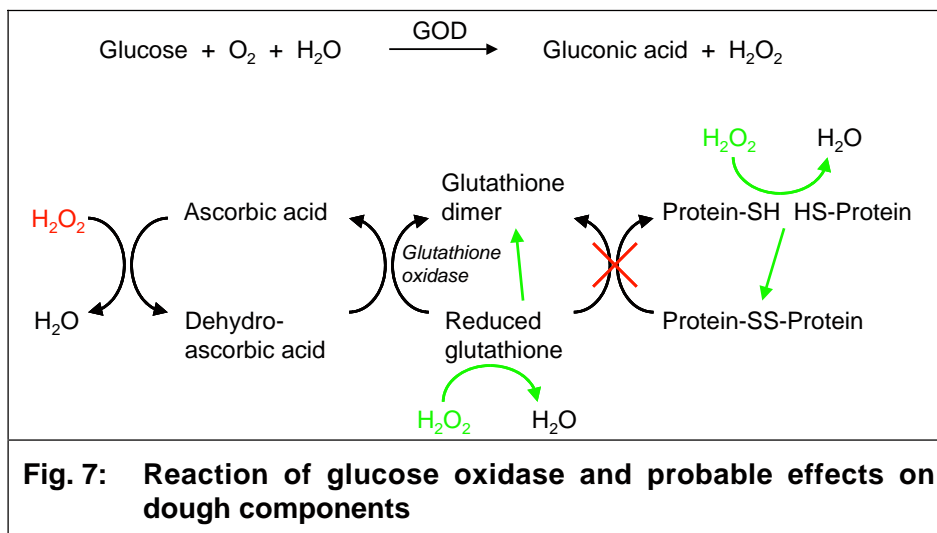 GOD
Glucose + O₂ + H₂O Gluconic acid + H₂O₂
H₂O₂ H₂O
Glutathione
dimer
H₂O₂ Ascorbic acid Protein-SH HS-Protein
Glutathione
oxidase
H₂O Dehydro-
ascorbic acid
Reduced
glutathione
Protein-SS-Protein
H₂O₂ H₂O
Fig. 7: Reaction of glucose oxidase and probable effects on
dough components